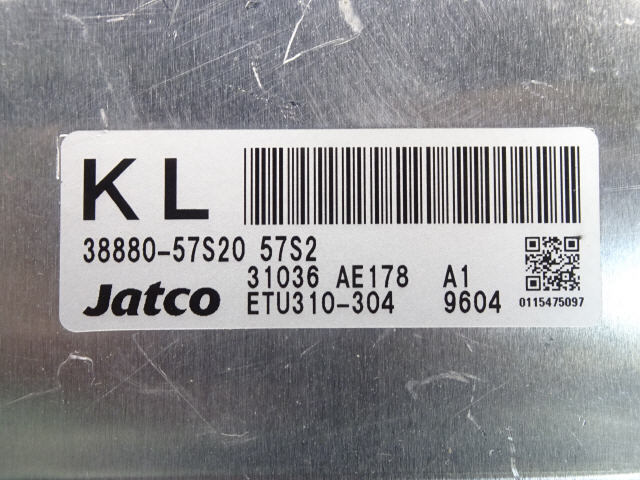 KL
38880-57S20 57S2
31036 AE178 A1
Jatco ETU310-304 9604
0115475097